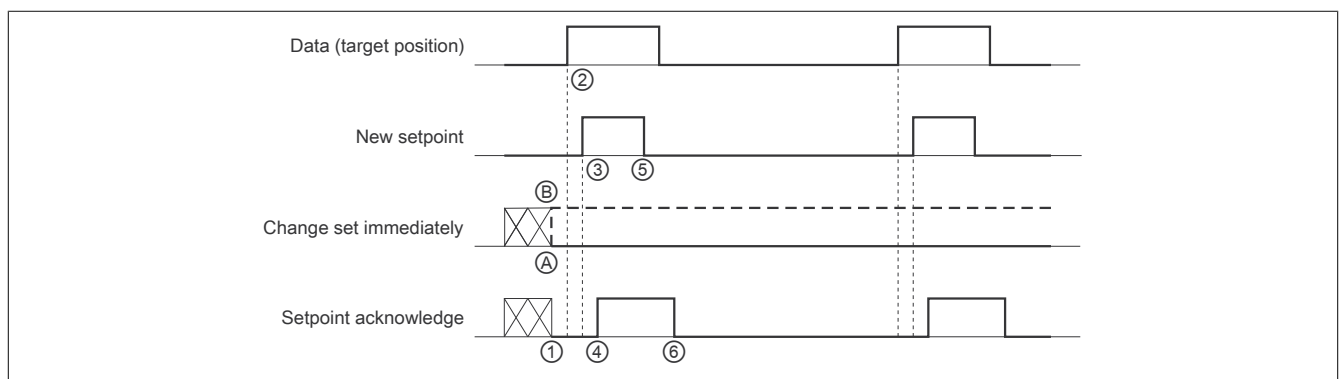 Data (target position)
②
New setpoint
③ ⑤
Ⓑ
Change set immediately
Ⓐ
Setpoint acknowledge
① ④ ⑥